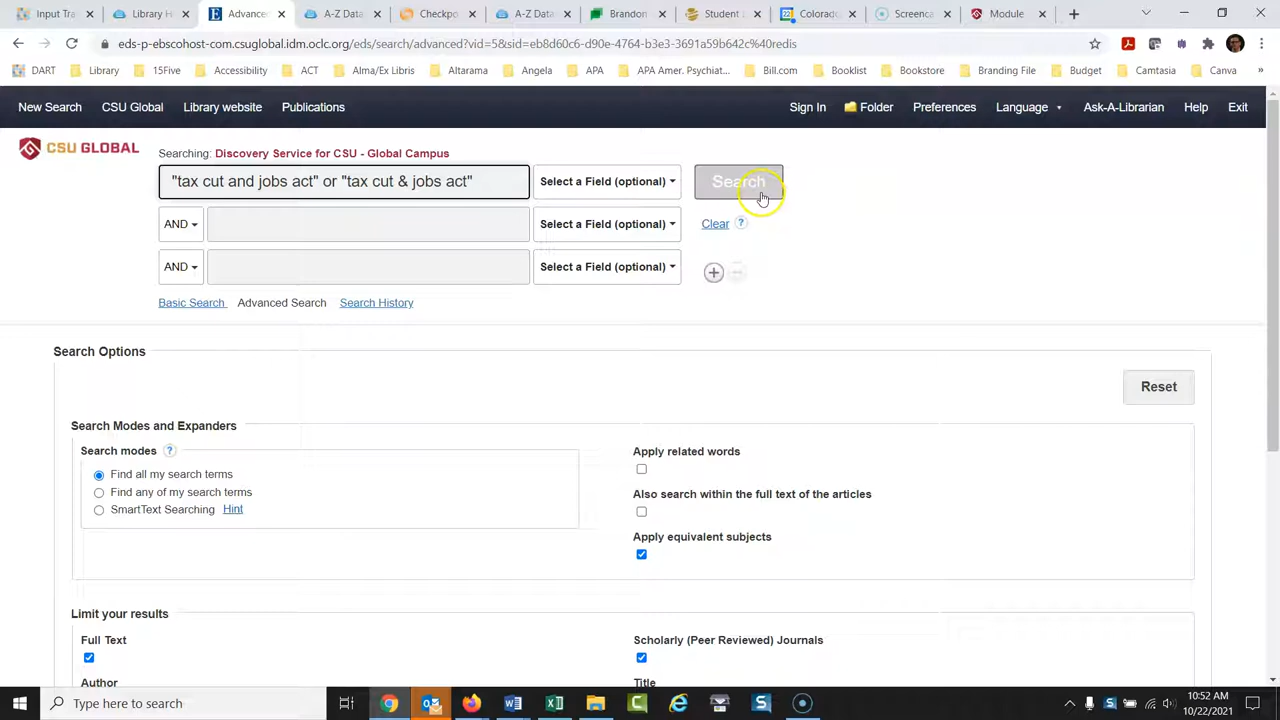 Input Tra
Library H
Advance
A-Z Data
Checkpo
A-Z Data
Brandon
Student
Colorado
Screenca
Module
eds-p-ebscohost-com.csuglobal.idm.oclc.org/eds/search/advanced?vid=5&sid=b8d60c6-d90e-4764-b3e3-3691a59b642c%40redis
DART Library 15Five Accessibility ACT Alma/Ex Libris Altarama Angela APA APA Amer. Psychiat... Bill.com Booklist Bookstore Branding File Budget Camtasia Canva »
New Search CSU Global Library website Publications Sign In Folder Preferences Language Ask-A-Librarian Help Exit
CSU GLOBAL
Searching: Discovery Service for CSU - Global Campus
"tax cut and jobs act" or "tax cut & jobs act" Select a Field (optional) Search
AND Select a Field (optional) Clear ?
AND Select a Field (optional)
Basic Search Advanced Search Search History
Search Options
Reset
Search Modes and Expanders
Search modes ?
Find all my search terms
Find any of my search terms
SmartText Searching Hint
Apply related words
Also search within the full text of the articles
Apply equivalent subjects
Limit your results
Full Text
Scholarly (Peer Reviewed) Journals
Author
Title
Type here to search
10:52 AM
10/22/2021